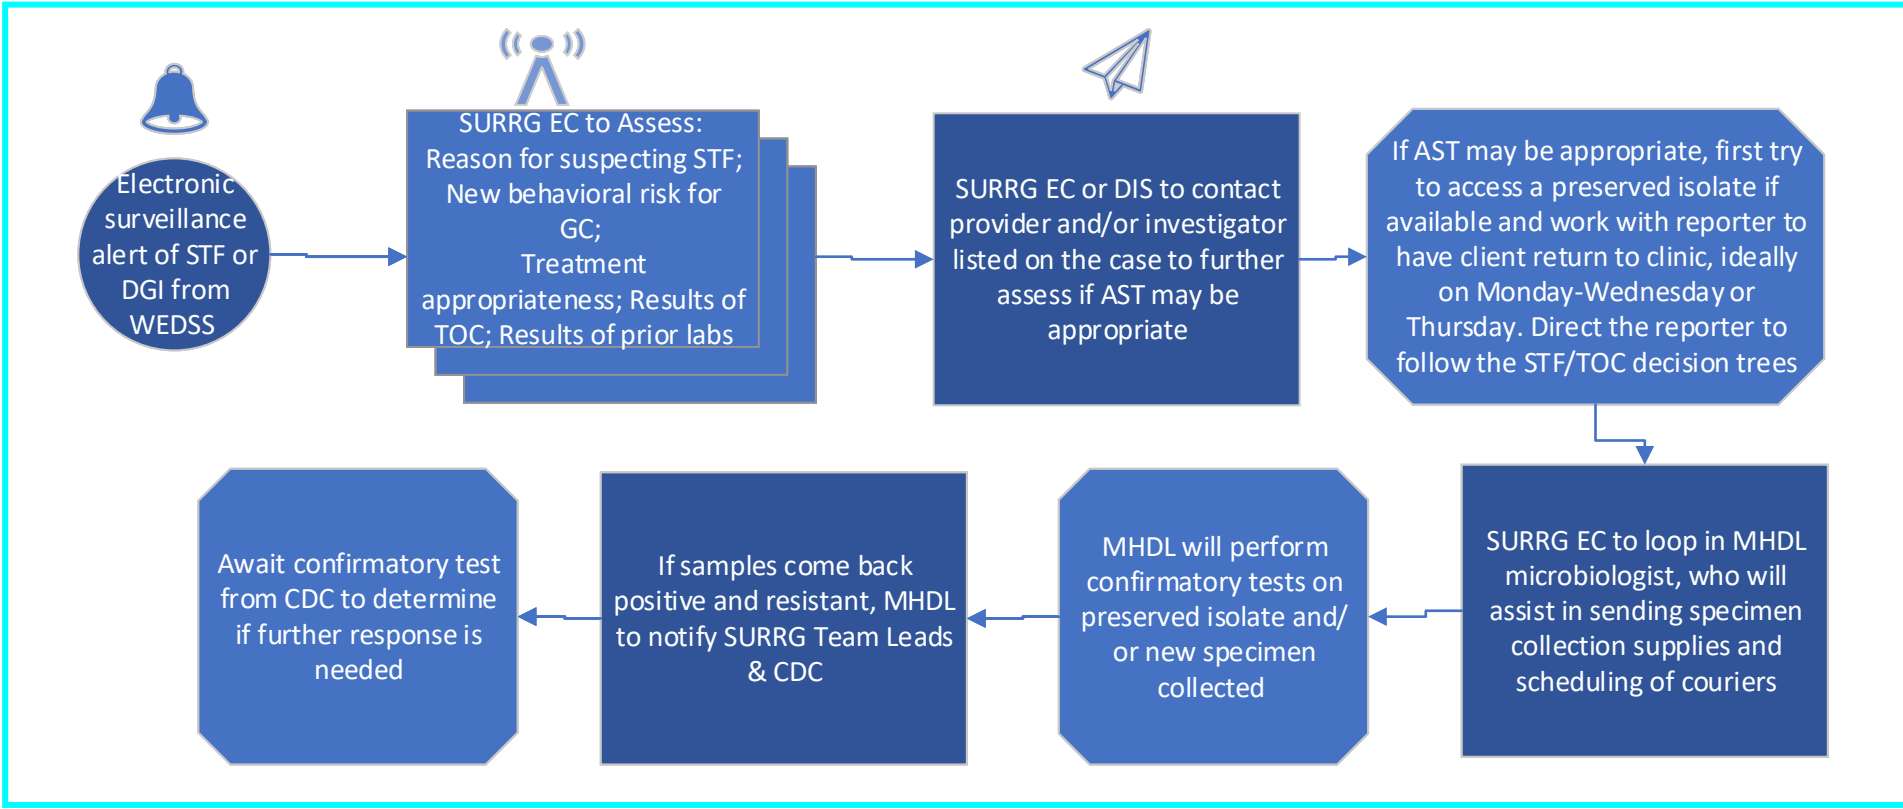 Electronic
surveillance
alert of STF or
DGI from
WEDSS
SURRG EC to Assess:
Reason for suspecting STF;
New behavioral risk for
GC;
Treatment
appropriateness; Results of
TOC; Results of prior labs
SURRG EC or DIS to contact
provider and/or investigator
listed on the case to further
assess if AST may be
appropriate
If AST may be appropriate, first try
to access a preserved isolate if
available and work with reporter to
have client return to clinic, ideally
on Monday-Wednesday or
Thursday. Direct the reporter to
follow the STF/TOC decision trees
SURRG EC to loop in MHDL
microbiologist, who will
assist in sending specimen
collection supplies and
scheduling of couriers
MHDL will perform
confirmatory tests on
preserved isolate and/
or new specimen
collected
If samples come back
positive and resistant, MHDL
to notify SURRG Team Leads
& CDC
Await confirmatory test
from CDC to determine
if further response is
needed